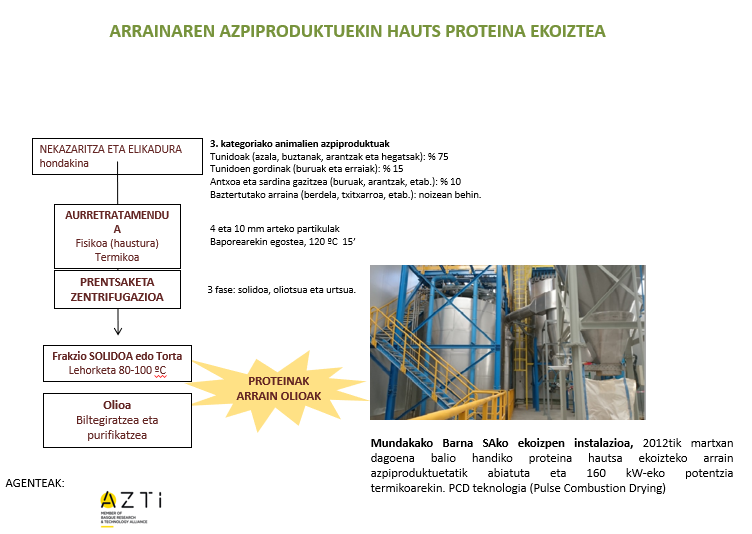 ARRAINAREN AZPIPRODUKTUEKIN HAUTS PROTEINA EKOIZTEA
NEKAZARITZA ETA ELIKADURA
hondakina
3. kategoriako animalien azpiproduktuak
Tunidoak (azala, buztanak, arantzak eta hegatsak): % 75
Tunidoen gordinak (buruak eta erraiak): % 15
Antxoa eta sardina gazitzea (buruak, arantzak, etab.): % 10
Baztertutako arraina (berdela, txitxarroa, etab.): noizean behin.
AURRETRATAMENDU
A
Fisikoa (haustura)
Termikoa
4 eta 10 mm arteko partikulak
Baporearekin egostea, 120 ºC 15’
PRENTSAKETA
ZENTRIFUGAZIOA
3 fase: solidoa, oliotsua eta urtsua.
Frakzio SOLIDOA edo Torta
Lehorketa 80-100 ºC
PROTEINAK
ARRAIN OLIOAK
Olioa
Biltegiratzea eta
purifikatzea
Mundakako Barna SAko ekoizpen instalazioa, 2012tik martxan
dagoena balio handiko proteina hautsa ekoizteko arrain
azpiproduktuetatik abiatuta eta 160 kW-eko potentzia
termikoarekin. PCD teknologia (Pulse Combustion Drying)
AGENTEAK:
AZTi
MEMBER OF
BASQUE RESEARCH
& TECHNOLOGY ALLIANCE